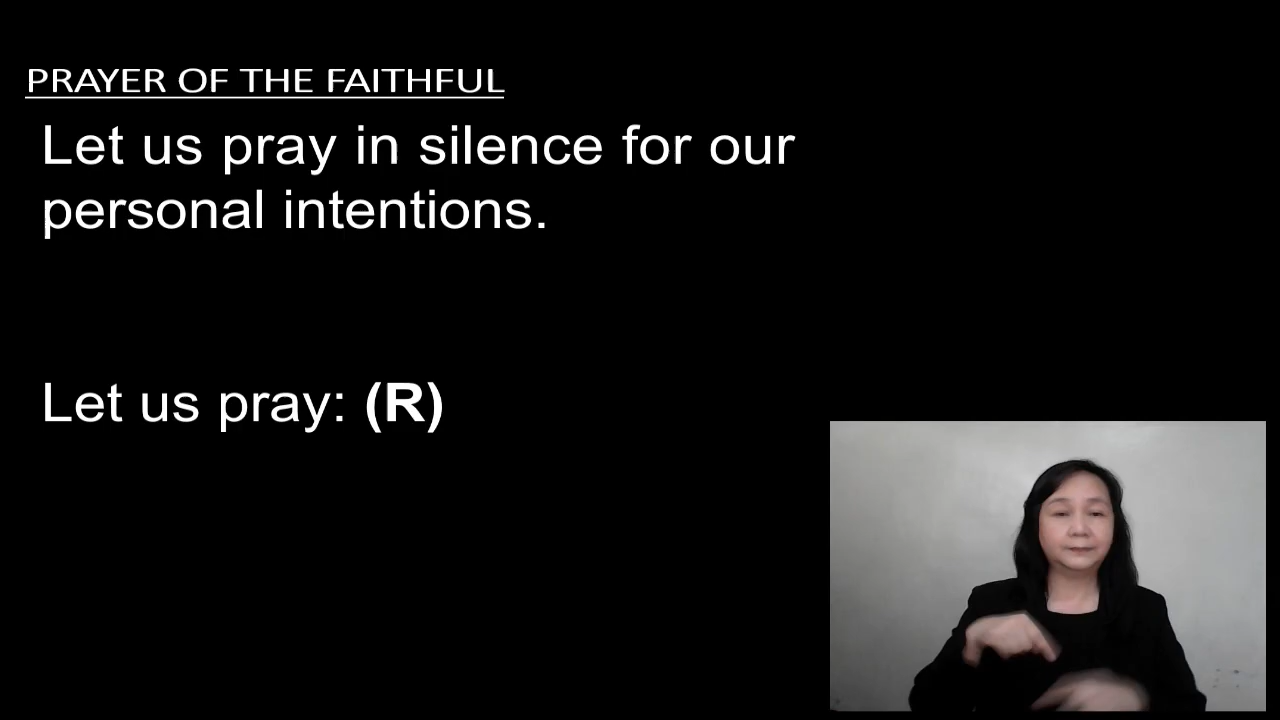 PRAYER OF THE FAITHFUL
Let us pray in silence for our
personal intentions.
Let us pray: (R)